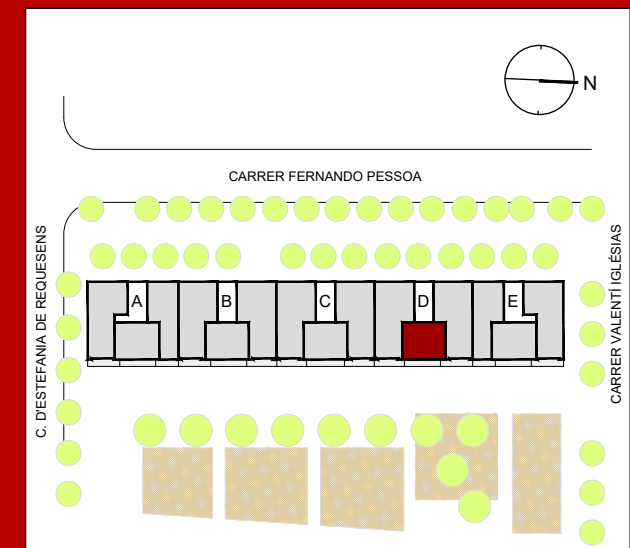 N
CARRER FERNANDO PESSOA
C. D'ESTEFANIA DE REQUESENS
A B C D E
CARRER VALENTÍ IGLÉSIAS